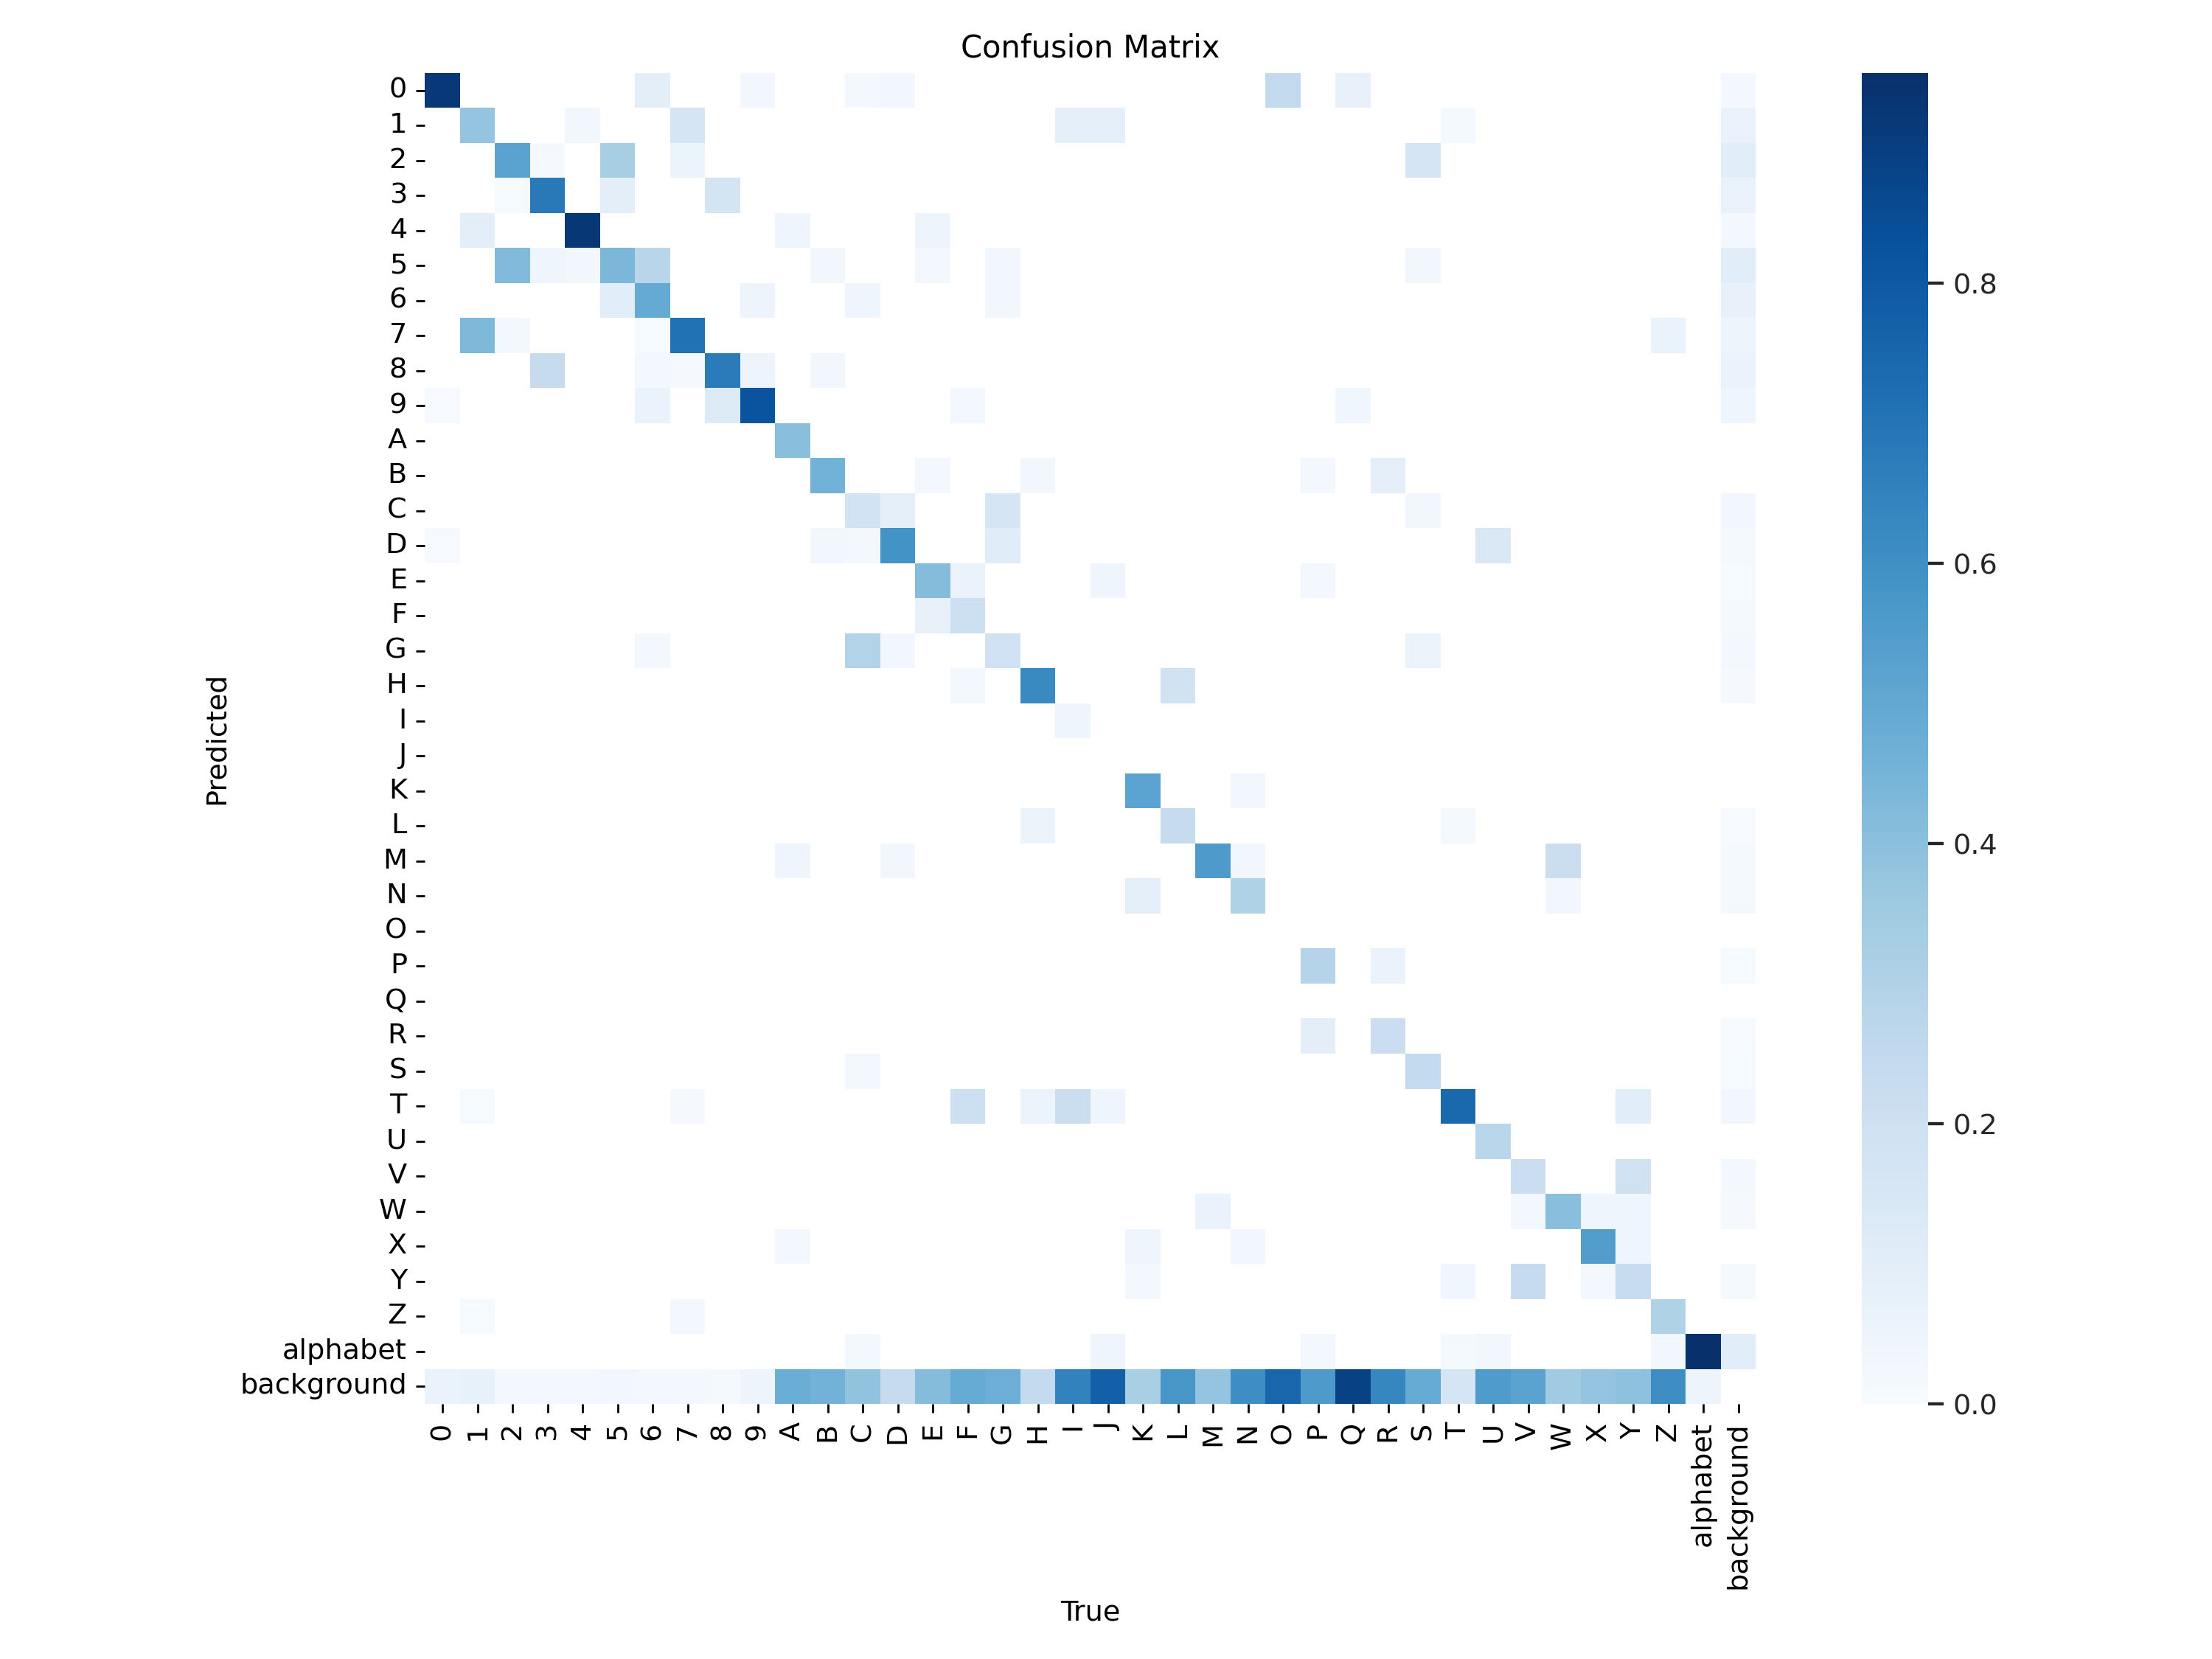 Confusion Matrix
Predicted
0
1
2
3
4
5
6
7
8
9
A
B
C
D
E
F
G
H
I
J
K
L
M
N
O
P
Q
R
S
T
U
V
W
X
Y
Z
alphabet
background
0 1 2 3 4 5 6 7 8 9 A B C D E F G H I J K L M N O P Q R S T U V W X Y Z alphabet background
True
0.8
0.6
0.4
0.2
0.0